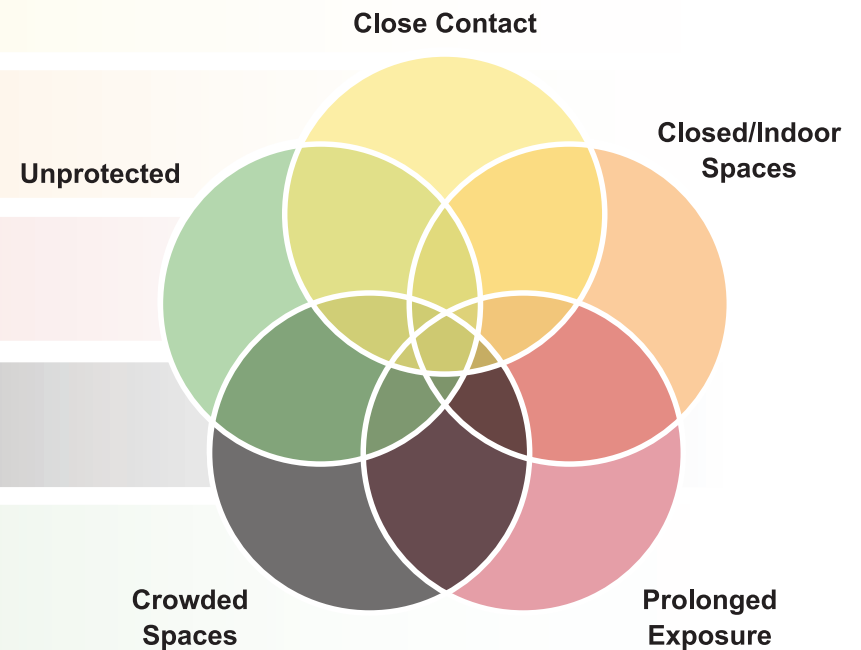 Close Contact
Closed/Indoor
Spaces
Unprotected
Crowded
Spaces
Prolonged
Exposure